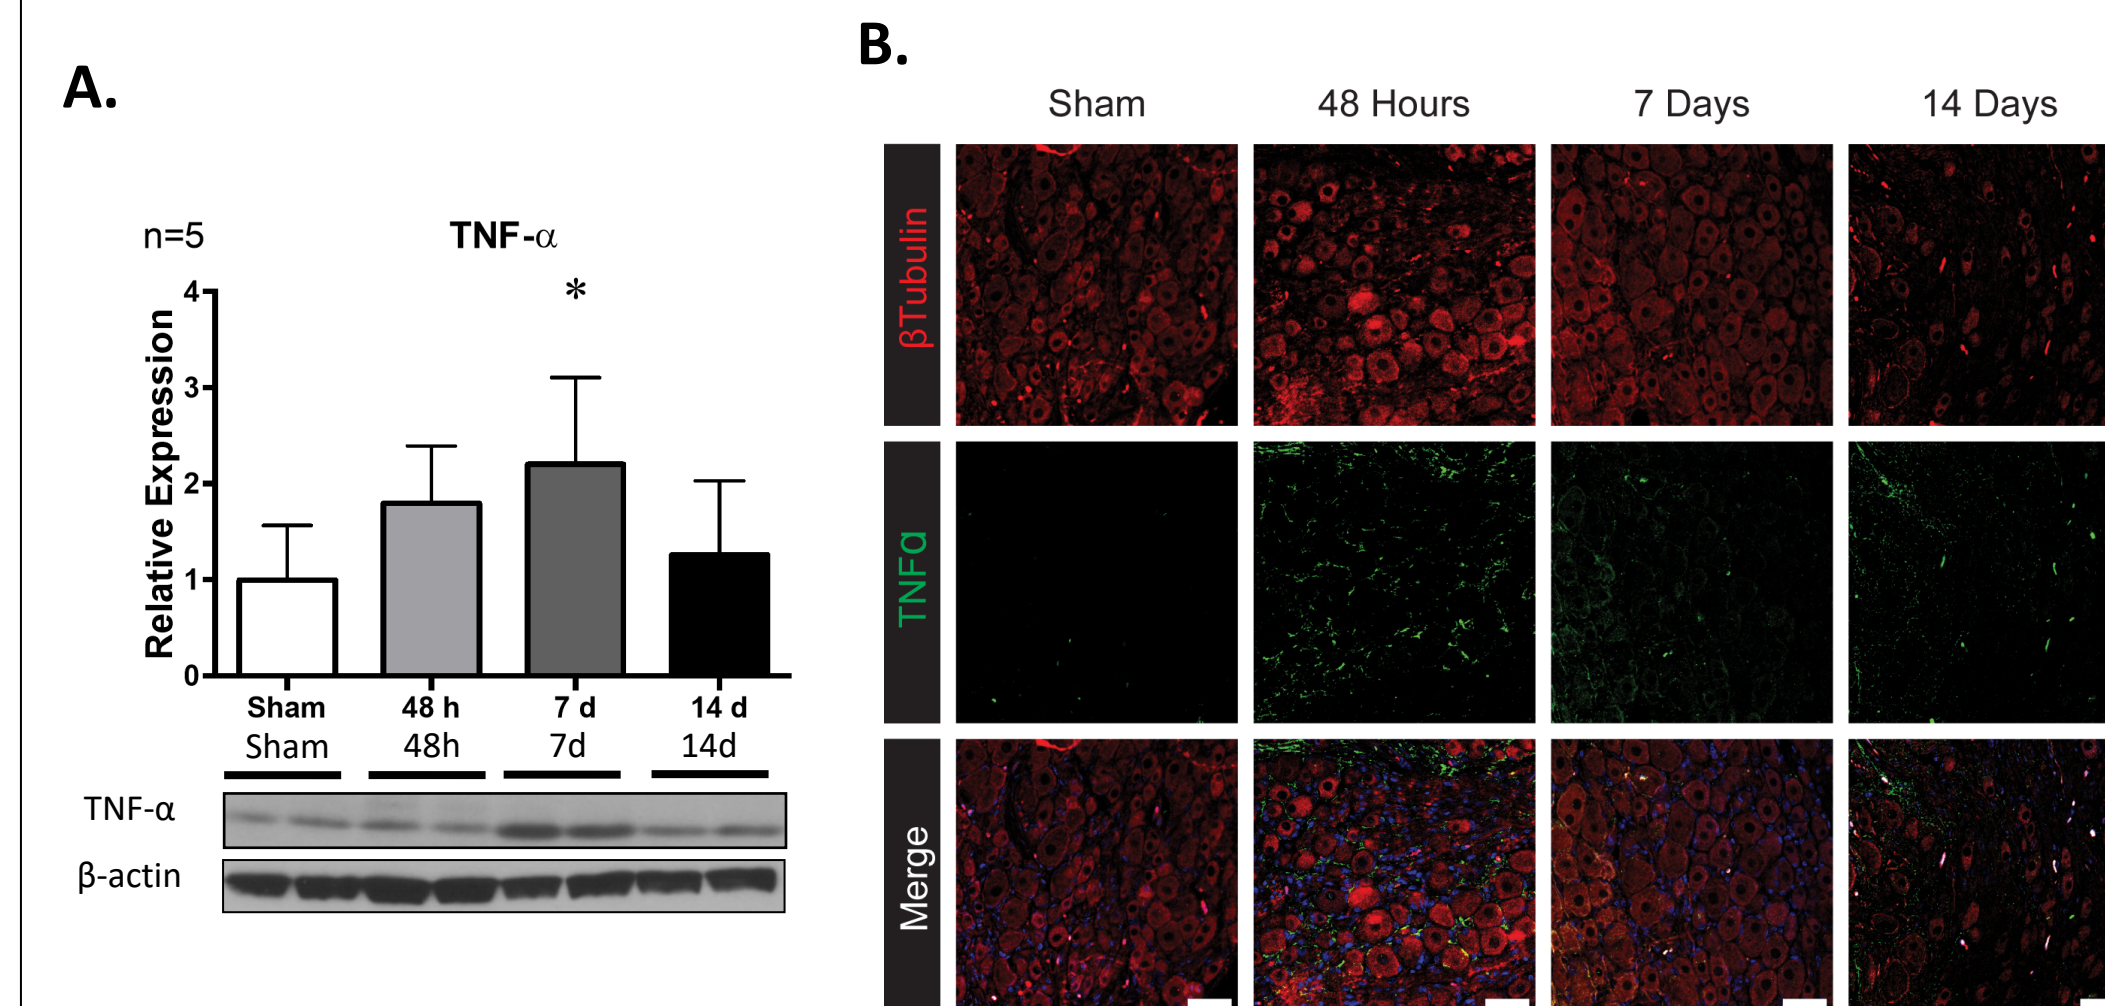 A.
n=5
TNF-α
*
Relative Expression
4
3
2
1
0
Sham 48 h 7 d 14 d
Sham 48h 7d 14d
TNF-α
β-actin
B.
Sham 48 Hours 7 Days 14 Days
βTubulin
TNFα
Merge